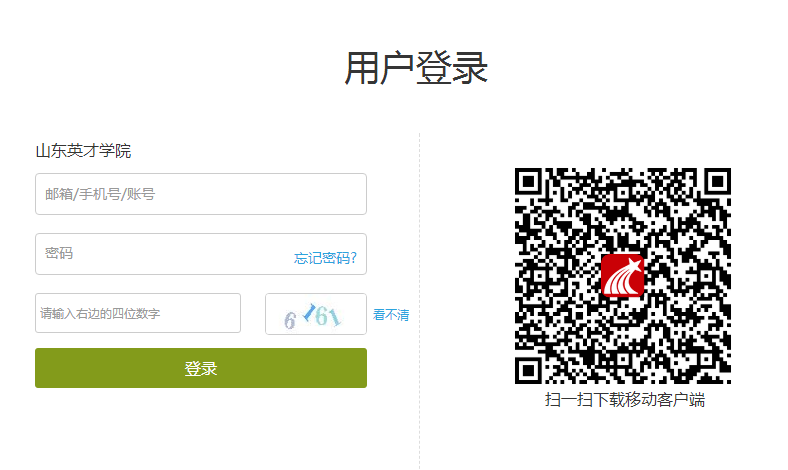 用户登录
山东英才学院
邮箱/手机号/账号
密码
忘记密码?
请输入右边的四位数字
看不清
登录
扫一扫下载移动客户端